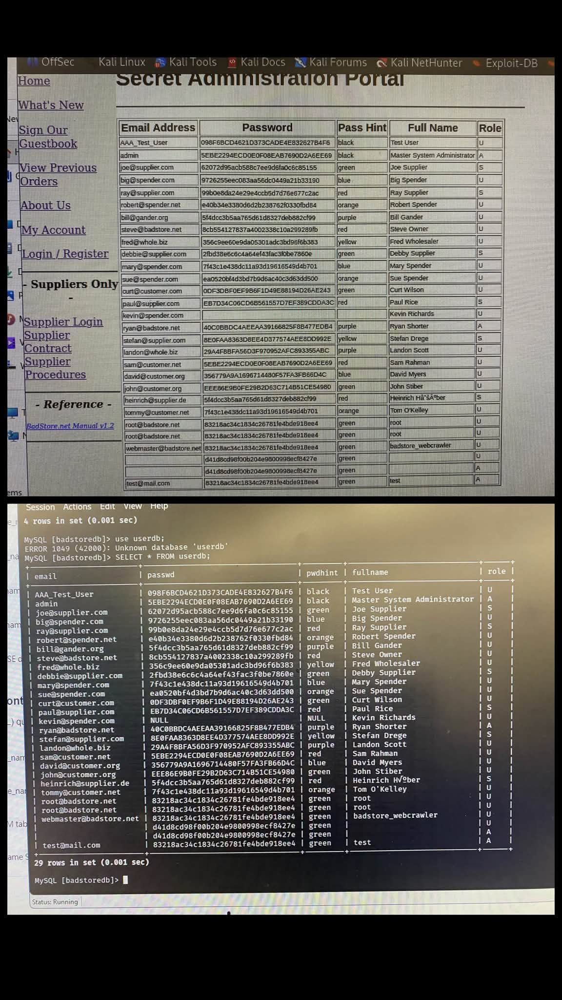 OffSec Kali Linux Kali Tools Kali Docs Kali Forums Kali NetHunter Exploit-DB
Secret Administration Portal
Home
What's New
Sign Our
Guestbook
View Previous
Orders
About Us
My Account
Login / Register
- Suppliers Only
-
Supplier Login
Supplier
Contract
Supplier
Procedures
- Reference -
BadStore.net Manual v1.2
Email Address Password Pass Hint Full Name Role
AAA_Test_User 098F6BCD4621D373CADE4E832627B4F6 black Test User U
admin 5EBE2294ECD0E0F08EAB7690D2A6EE69 black Master System Administrator A
joe@supplier.com 62072d95acb588c7ee9d6fa0c6c85155 green Joe Supplier S
big@spender.com 9726255eec083aa56dc0449a21b33190 blue Big Spender U
ray@supplier.com 99b0e8da24e29e4ccb5d7d76e677c2ac red Ray Supplier S
robert@spender.net e40b34e3380d6d2b238762f0330fbd84 orange Robert Spender U
bill@gander.org 5f4dcc3b5aa765d61d8327deb882cf99 purple Bill Gander U
steve@badstore.net 8cb554127837a4002338c10a299289fb red Steve Owner U
fred@whole.biz 356c9ee60e9da05301adc3bd96f6b383 yellow Fred Wholesaler U
debbie@supplier.com 2fbd38e6c6c4a64ef43fac3f0be7860e green Debby Supplier S
mary@spender.com 7f43c1e438dc11a93d19616549d4b701 blue Mary Spender U
sue@spender.com ea0520bf4d3bd7b9d6ac40c3d63dd500 orange Sue Spender U
curt@customer.com 0DF3DBF0EF9B6F1D49E88194D26AE243 green Curt Wilson U
paul@supplier.com EB7D34C06CD6B561557D7EF389CDDA3C red Paul Rice S
kevin@spender.com Kevin Richards U
ryan@badstore.net 40C0BBDC4AEEAA39166825F8B477EDB4 purple Ryan Shorter A
stefan@supplier.com 8E0FAA8363D8EE4D377574AEE8DD992E yellow Stefan Drege S
landon@whole.biz 29A4F8BFA56D3F970952AFC893355ABC purple Landon Scott U
sam@customer.net 5EBE2294ECD0E0F08EAB7690D2A6EE69 red Sam Rahman U
david@customer.org 356779A9A1696714480F57FA3FB66D4C blue David Myers U
john@customer.org EEE86E9B0FE29B2D63C714B51CE54980 green John Stiber U
heinrich@supplier.de 5f4dcc3b5aa765d61d8327deb882cf99 red Heinrich S
tommy@customer.net 7f43c1e438dc11a93d19616549d4b701 orange Tom O'Kelley U
root@badstore.net 83218ac34c1834c26781fe4bde918ee4 green root U
root@badstore.net 83218ac34c1834c26781fe4bde918ee4 green root U
webmaster@badstore.net 83218ac34c1834c26781fe4bde918ee4 green badstore_webcrawler U
d41d8cd98f00b204e9800998ecf8427e green U
d41d8cd98f00b204e9800998ecf8427e green A
test@mail.com 83218ac34c1834c26781fe4bde918ee4 green test A
ems
Session Actions Edit View Help
4 rows in set (0.001 sec)
MySQL [badstoredb]> use userdb;
ERROR 1049 (42000): Unknown database 'userdb'
MySQL [badstoredb]> SELECT * FROM userdb;
| email | passwd | pwdhint | fullname | role |
| AAA_Test_User | 098F6BCD4621D373CADE4E832627B4F6 | black | Test User | U |
| admin | 5EBE2294ECD0E0F08EAB7690D2A6EE69 | black | Master System Administrator | A |
| joe@supplier.com | 62072d95acb588c7ee9d6fa0c6c85155 | green | Joe Supplier | S |
| big@spender.com | 9726255eec083aa56dc0449a21b33190 | blue | Big Spender | U |
| ray@supplier.com | 99b0e8da24e29e4ccb5d7d76e677c2ac | red | Ray Supplier | S |
| robert@spender.net | e40b34e3380d6d2b238762f0330fbd84 | orange | Robert Spender | U |
| bill@gander.org | 5f4dcc3b5aa765d61d8327deb882cf99 | purple | Bill Gander | U |
| steve@badstore.net | 8cb554127837a4002338c10a299289fb | red | Steve Owner | U |
| fred@whole.biz | 356c9ee60e9da05301adc3bd96f6b383 | yellow | Fred Wholesaler | U |
| debbie@supplier.com | 2fbd38e6c6c4a64ef43fac3f0be7860e | green | Debby Supplier | S |
| mary@spender.com | 7f43c1e438dc11a93d19616549d4b701 | blue | Mary Spender | U |
| sue@spender.com | ea0520bf4d3bd7b9d6ac40c3d63dd500 | orange | Sue Spender | U |
| curt@customer.com | 0DF3DBF0EF9B6F1D49E88194D26AE243 | green | Curt Wilson | U |
| paul@supplier.com | EB7D34C06CD6B561557D7EF389CDDA3C | red | Paul Rice | S |
| kevin@spender.com | NULL | NULL | Kevin Richards | U |
| ryan@badstore.net | 40C0BBDC4AEEAA39166825F8B477EDB4 | purple | Ryan Shorter | A |
| stefan@supplier.com | 8E0FAA8363D8EE4D377574AEE8DD992E | yellow | Stefan Drege | S |
| landon@whole.biz | 29A4F8BFA56D3F970952AFC893355ABC | purple | Landon Scott | U |
| sam@customer.net | 5EBE2294ECD0E0F08EAB7690D2A6EE69 | red | Sam Rahman | U |
| david@customer.org | 356779A9A1696714480F57FA3FB66D4C | blue | David Myers | U |
| john@customer.org | EEE86E9B0FE29B2D63C714B51CE54980 | green | John Stiber | U |
| heinrich@supplier.de | 5f4dcc3b5aa765d61d8327deb882cf99 | red | Heinrich H√ºber | S |
| tommy@customer.net | 7f43c1e438dc11a93d19616549d4b701 | orange | Tom O'Kelley | U |
| root@badstore.net | 83218ac34c1834c26781fe4bde918ee4 | green | root | U |
| root@badstore.net | 83218ac34c1834c26781fe4bde918ee4 | green | root | U |
| webmaster@badstore.net | 83218ac34c1834c26781fe4bde918ee4 | green | badstore_webcrawler | U |
| | d41d8cd98f00b204e9800998ecf8427e | green | | U |
| | d41d8cd98f00b204e9800998ecf8427e | green | | A |
| test@mail.com | 83218ac34c1834c26781fe4bde918ee4 | green | test | A |
29 rows in set (0.001 sec)
MySQL [badstoredb]>
Status: Running